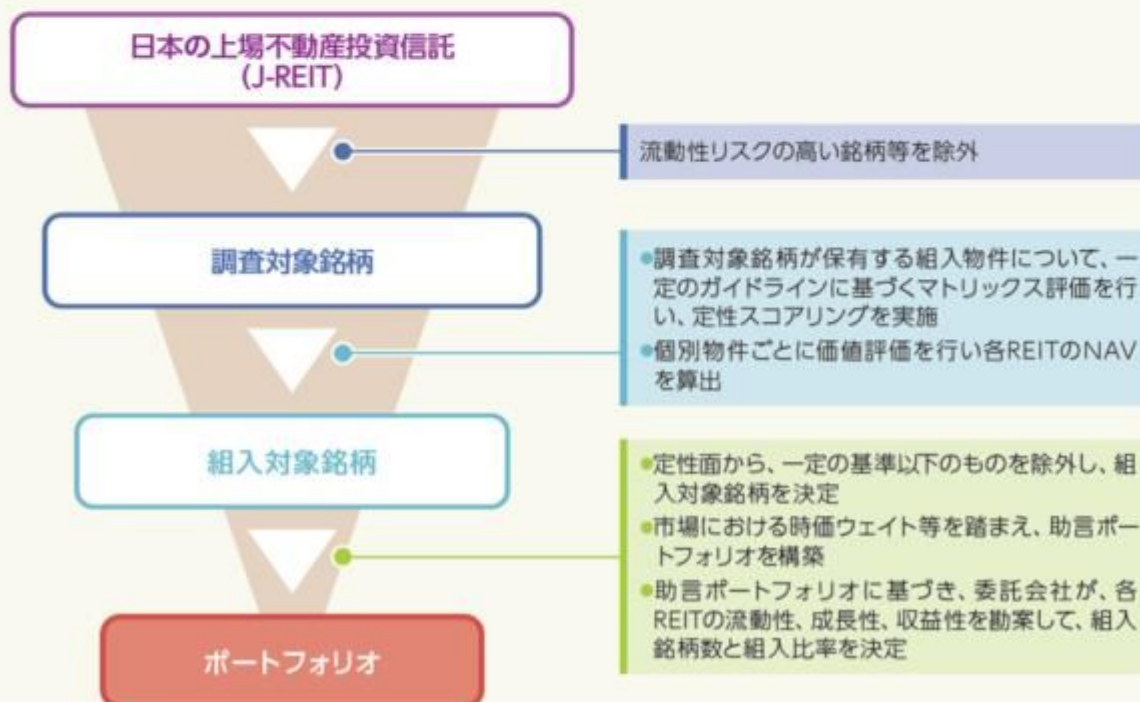 日本の上場不動産投資信託
(J-REIT)
流動性リスクの高い銘柄等を除外
調査対象銘柄
●調査対象銘柄が保有する組入物件について、一
定のガイドラインに基づくマトリックス評価を行
い、定性スコアリングを実施
●個別物件ごとに価値評価を行い各REITのNAV
を算出
組入対象銘柄
●定性面から、一定の基準以下のものを除外し、組
入対象銘柄を決定
●市場における時価ウェイト等を踏まえ、助言ポー
トフォリオを構築
●助言ポートフォリオに基づき、委託会社が、各
REITの流動性、成長性、収益性を勘案して、組入
銘柄数と組入比率を決定
ポートフォリオ